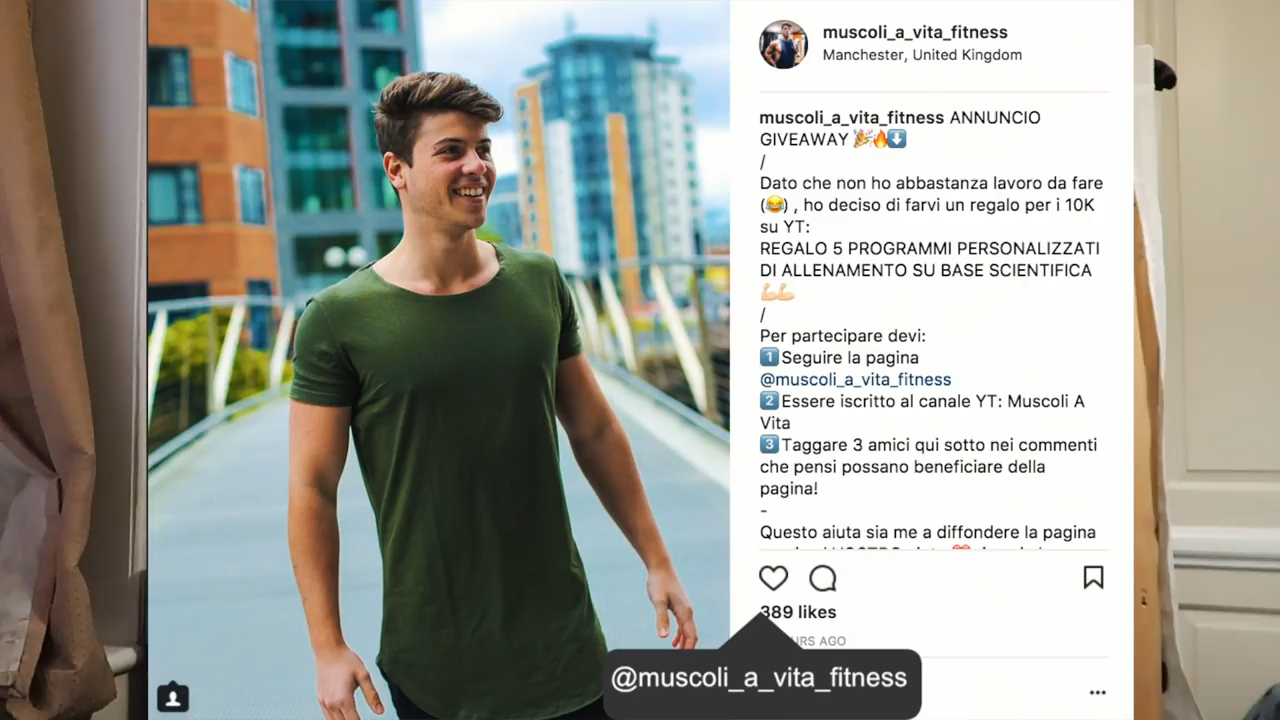 muscoli_a_vita_fitness
Manchester, United Kingdom
muscoli_a_vita_fitness ANNUNCIO
GIVEAWAY 🎉🔥⬇️
/
Dato che non ho abbastanza lavoro da fare
(😂) , ho deciso di farvi un regalo per i 10K
su YT:
REGALO 5 PROGRAMMI PERSONALIZZATI
DI ALLENAMENTO SU BASE SCIENTIFICA
💪🏻💪🏻
/
Per partecipare devi:
1️⃣Seguire la pagina
@muscoli_a_vita_fitness
2️⃣Essere iscritto al canale YT: Muscoli A
Vita
3️⃣Taggare 3 amici qui sotto nei commenti
che pensi possano beneficiare della
pagina!
-
Questo aiuta sia me a diffondere la pagina
389 likes
AGO
@muscoli_a_vita_fitness